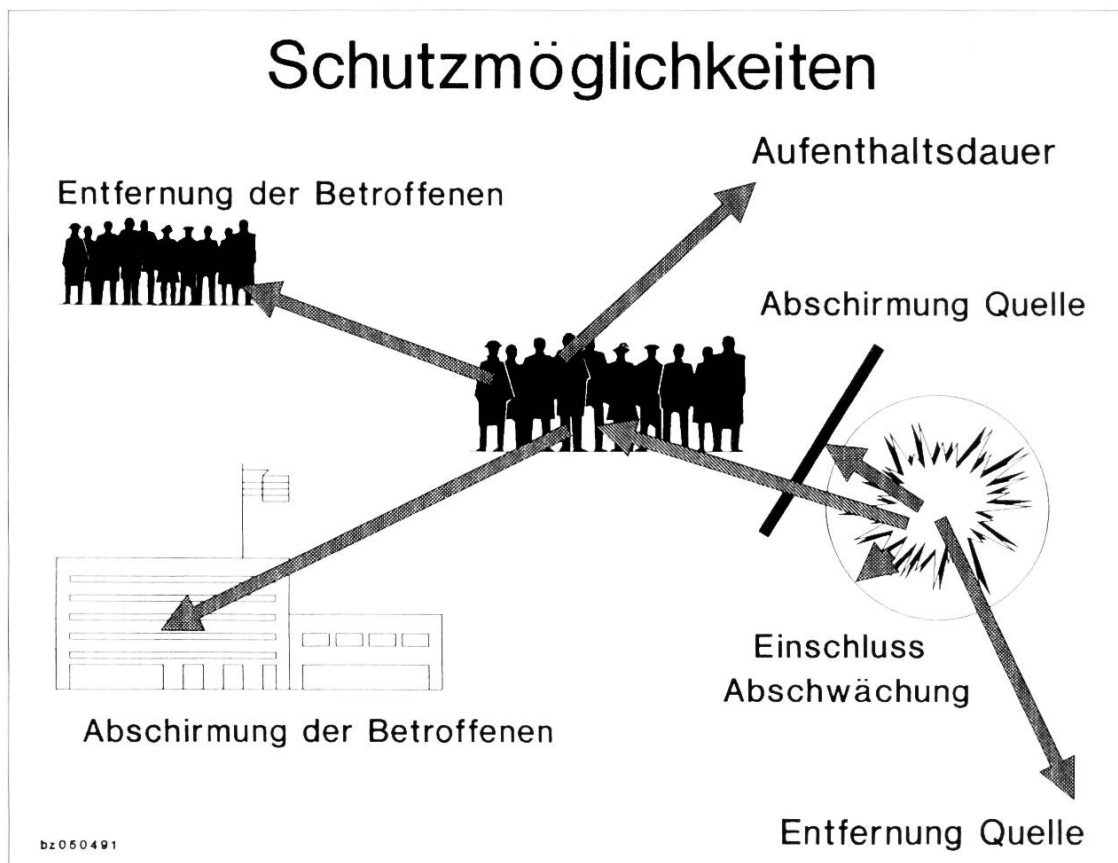 Schutzmöglichkeiten
Aufenthaltsdauer
Entfernung der Betroffenen
Abschirmung Quelle
Einschluss
Abschwächung
Abschirmung der Betroffenen
Entfernung Quelle
bz050491